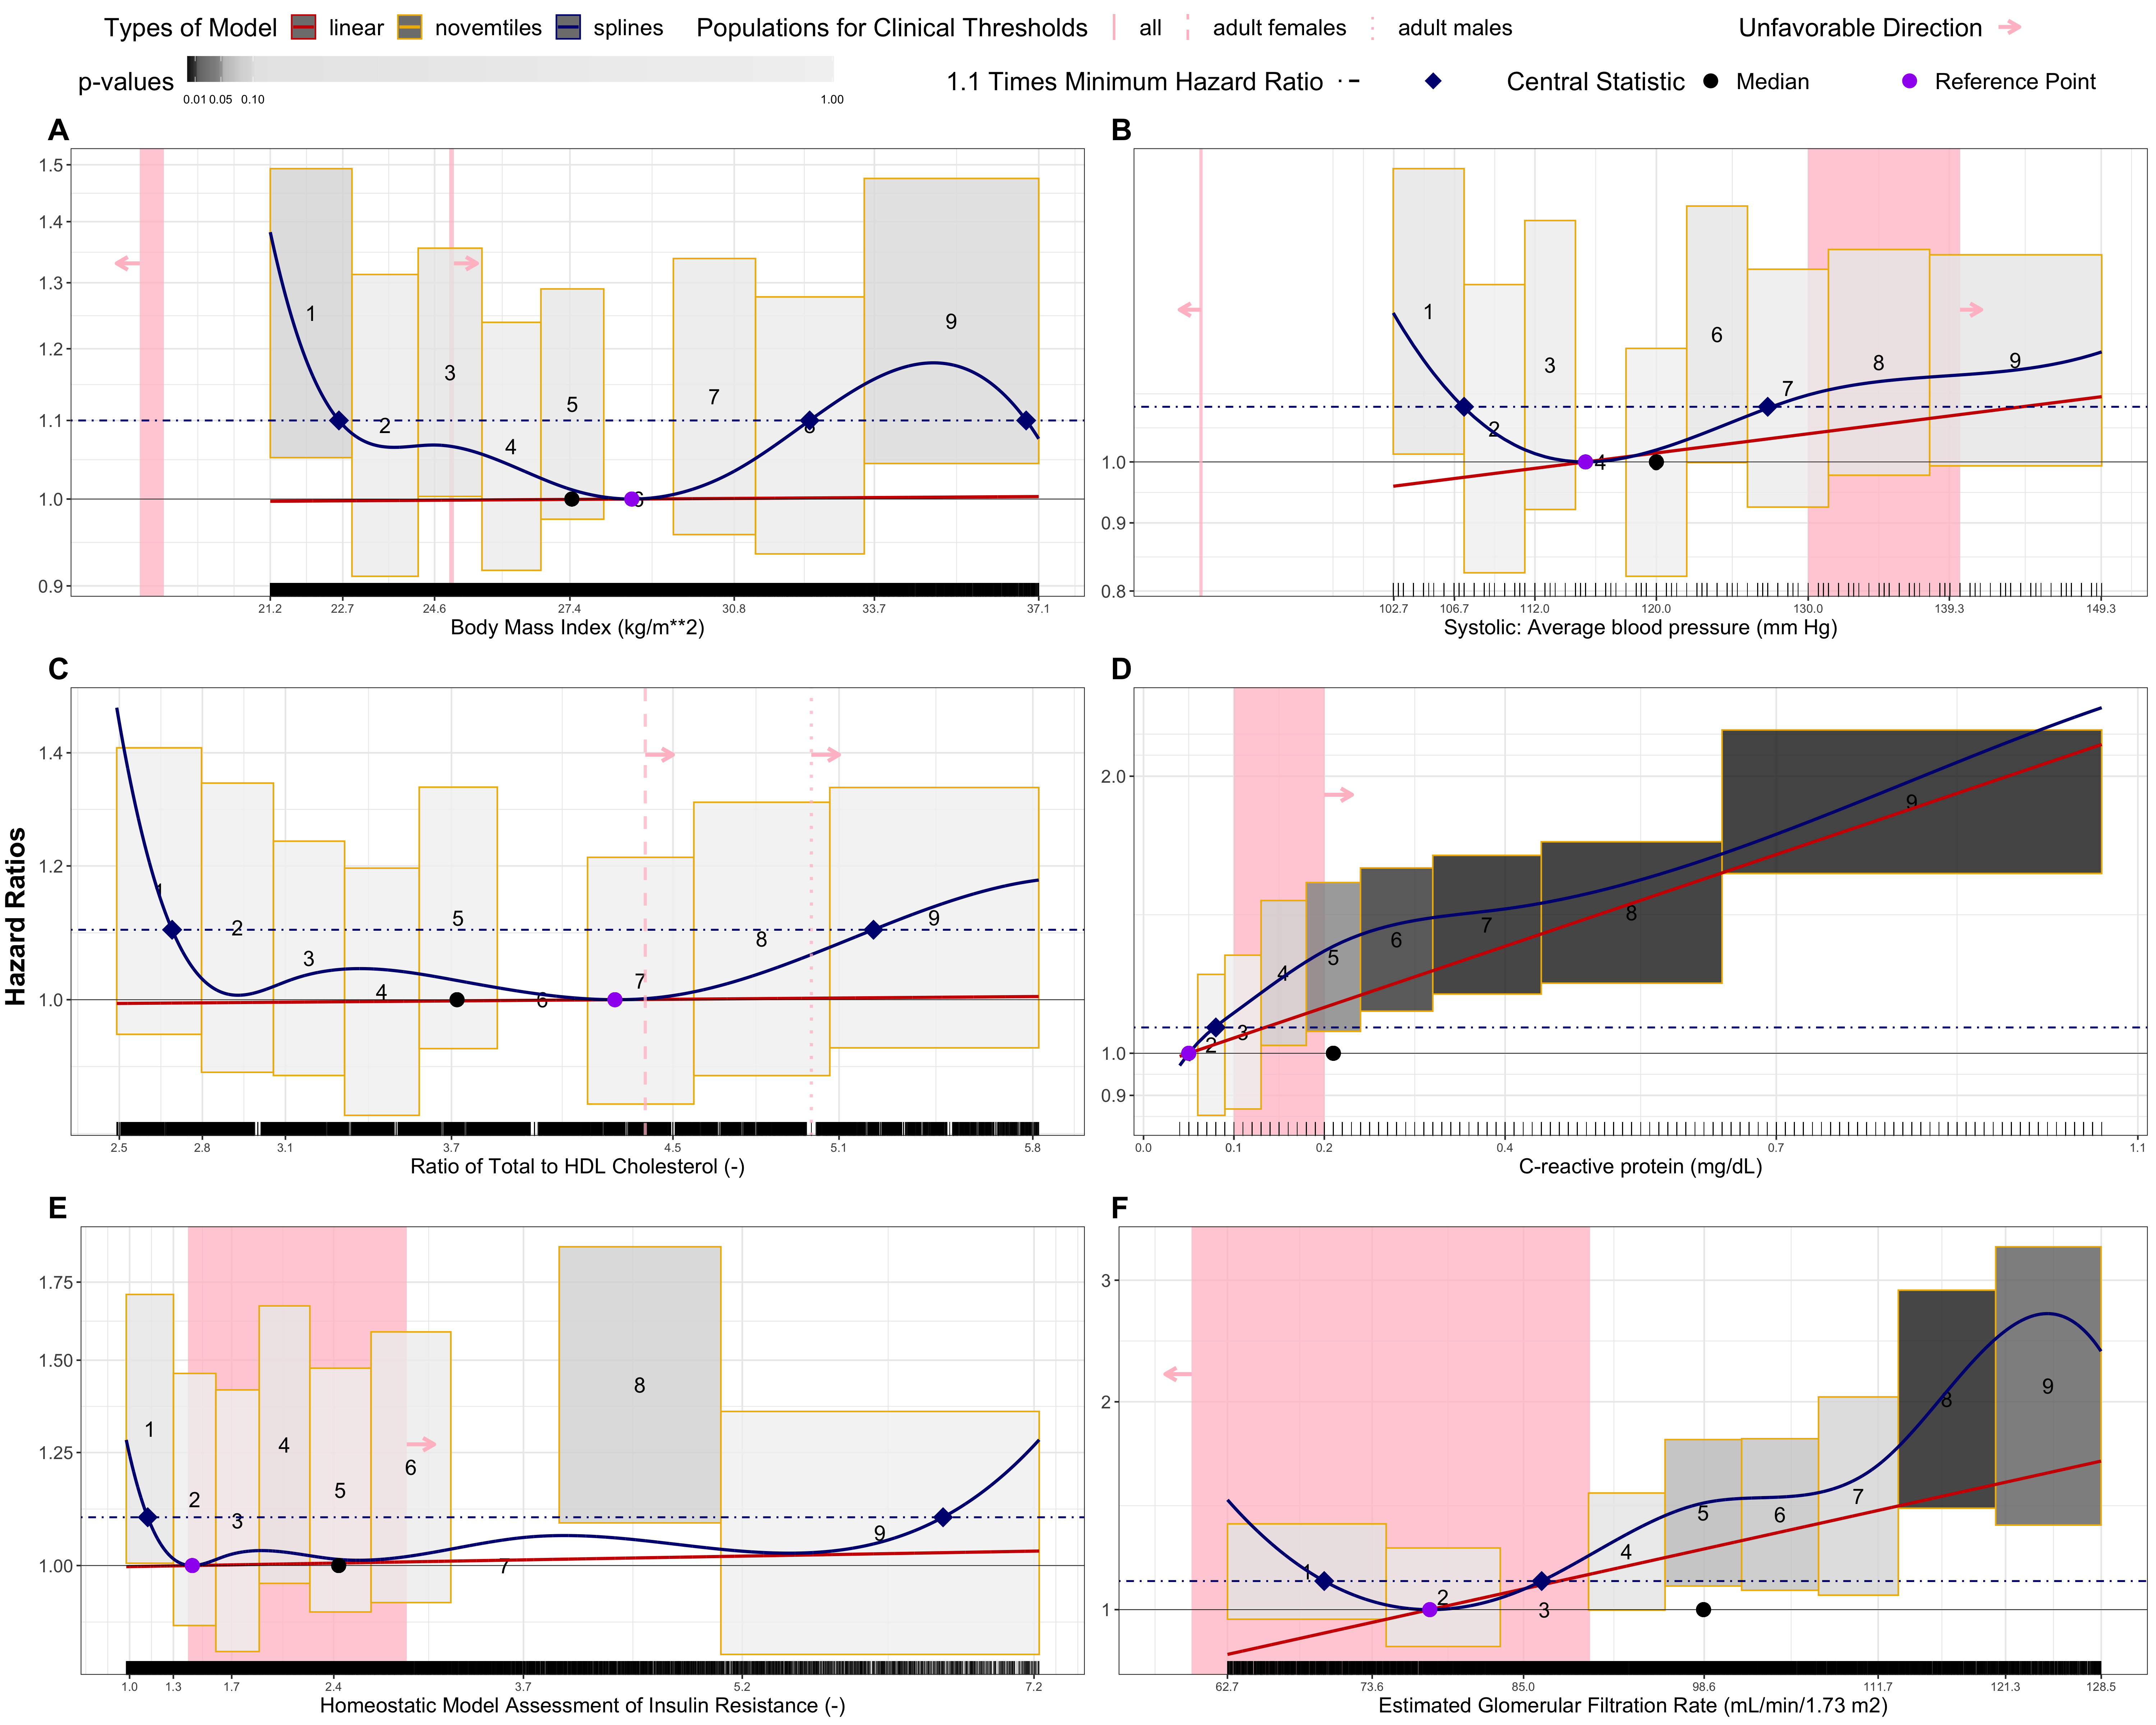 Types of Model linear novemtiles splines Populations for Clinical Thresholds all adult females adult males Unfavorable Direction
p-values 0.01 0.05 0.10 1.00 1.1 Times Minimum Hazard Ratio Central Statistic Median Reference Point
Hazard Ratios
A
1.5
1.4
1.3
1.2
1.1
1.0
0.9
1 2 3 4 5 6 7 8 9
21.2 22.7 24.6 27.4 30.8 33.7 37.1
Body Mass Index (kg/m**2)
B
1.0
0.9
0.8
1 2 3 4 6 7 8 9
102.7 106.7 112.0 120.0 130.0 139.3 149.3
Systolic: Average blood pressure (mm Hg)
C
1.4
1.2
1.0
1 2 3 4 5 6 7 8 9
2.5 2.8 3.1 3.7 4.5 5.1 5.8
Ratio of Total to HDL Cholesterol (-)
D
2.0
1.0
0.9
2 3 4 5 6 7 8 9
0.0 0.1 0.2 0.4 0.7 1.1
C-reactive protein (mg/dL)
E
1.75
1.50
1.25
1.00
1 2 3 4 5 6 7 8 9
1.0 1.3 1.7 2.4 3.7 5.2 7.2
Homeostatic Model Assessment of Insulin Resistance (-)
F
3
2
1
1 2 3 4 5 6 7 8 9
62.7 73.6 85.0 98.6 111.7 121.3 128.5
Estimated Glomerular Filtration Rate (mL/min/1.73 m2)